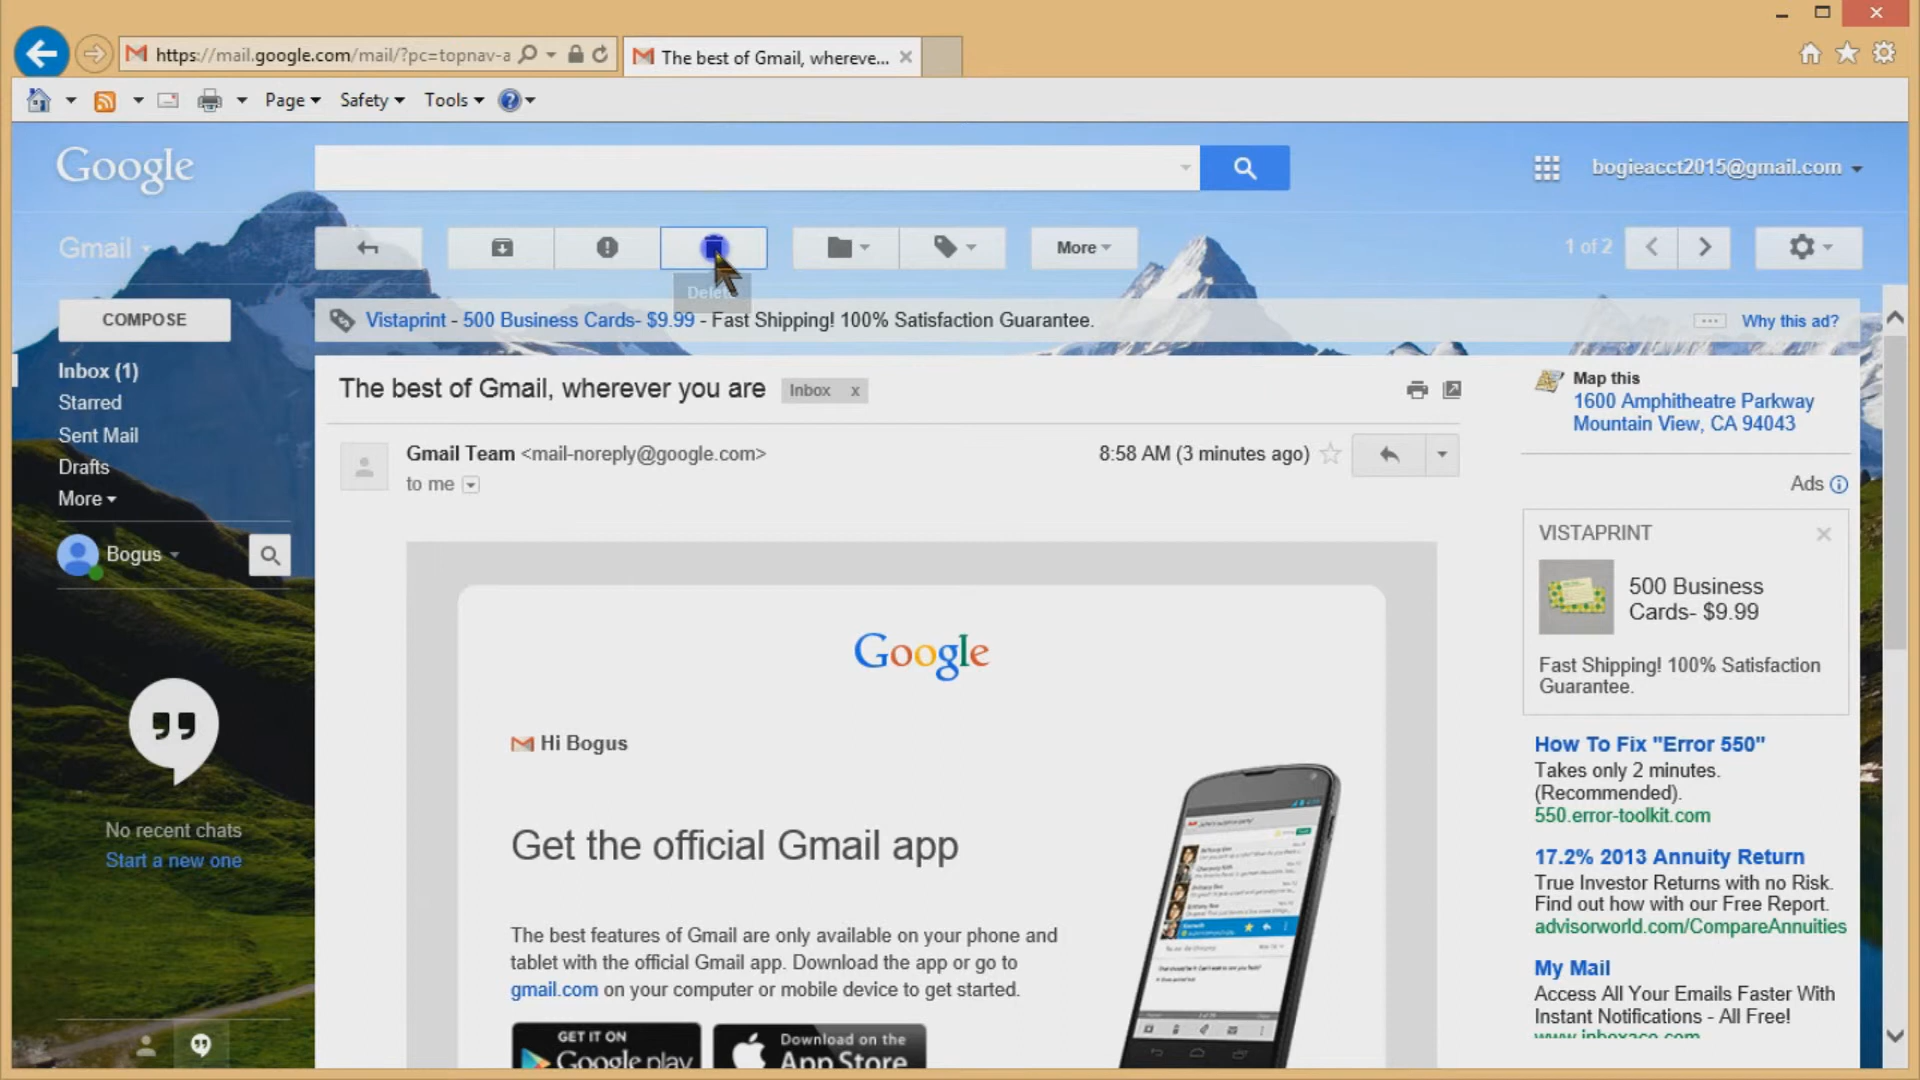 https://mail.google.com/mail/?pc=topnav-a
The best of Gmail, whereve...
Page
Safety
Tools
Google
bogieacct2015@gmail.com
Gmail
More
1 of 2
Delete
COMPOSE
Vistaprint - 500 Business Cards- $9.99 - Fast Shipping! 100% Satisfaction Guarantee.
Why this ad?
Inbox (1)
Starred
Sent Mail
Drafts
More
Bogus
No recent chats
Start a new one
The best of Gmail, wherever you are
Inbox x
Gmail Team <mail-noreply@google.com>
8:58 AM (3 minutes ago)
to me
Google
Hi Bogus
Get the official Gmail app
The best features of Gmail are only available on your phone and
tablet with the official Gmail app. Download the app or go to
gmail.com on your computer or mobile device to get started.
GET IT ON
Google play
Download on the
App Store
Map this
1600 Amphitheatre Parkway
Mountain View, CA 94043
Ads
VISTAPRINT
500 Business
Cards- $9.99
Fast Shipping! 100% Satisfaction
Guarantee.
How To Fix "Error 550"
Takes only 2 minutes.
(Recommended).
550.error-toolkit.com
17.2% 2013 Annuity Return
True Investor Returns with no Risk.
Find out how with our Free Report.
advisorworld.com/CompareAnnuities
My Mail
Access All Your Emails Faster With
Instant Notifications - All Free!